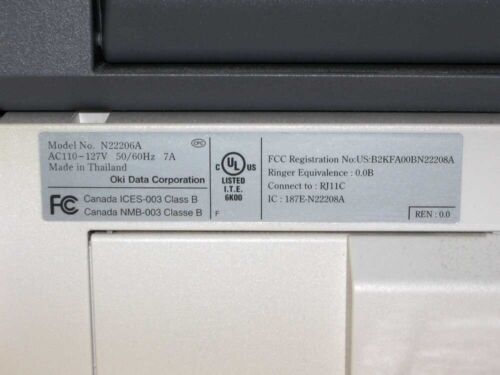 Model No. N22206A
AC110-127V 50/60Hz 7A
Made in Thailand
Oki Data Corporation
FC
Canada ICES-003 Class B
Canada NMB-003 Classe B
C UL US
LISTED
I.T.E.
6K00
F
FCC Registration No:US:B2KFA00BN22208A
Ringer Equivalence : 0.0B
Connect to : RJ11C
IC : 187E-N22208A
REN : 0.0